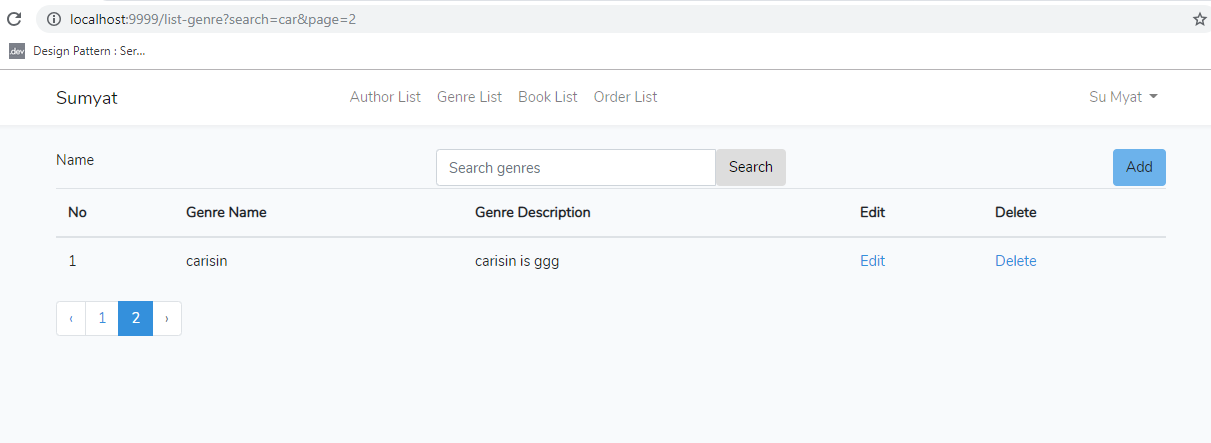 localhost:9999/list-genre?search=car&page=2
.dev Design Pattern : Ser...
Sumyat Author List Genre List Book List Order List Su Myat
Name Search genres Search Add
No Genre Name Genre Description Edit Delete
1 carisin carisin is ggg Edit Delete
‹ 1 2 ›